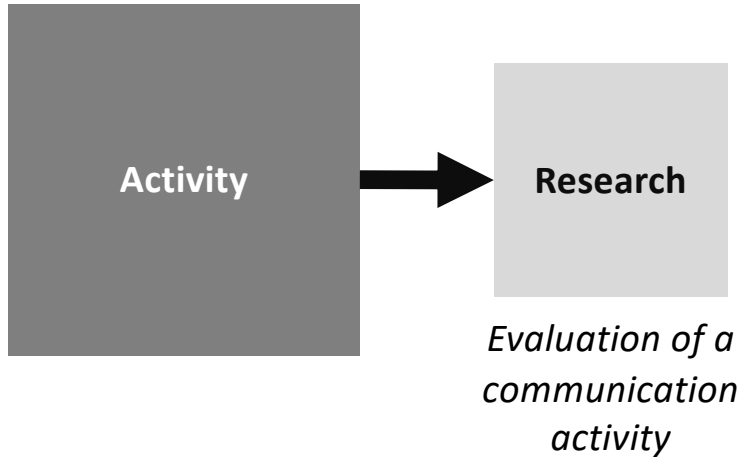 Activity
Research
Evaluation of a
communication
activity